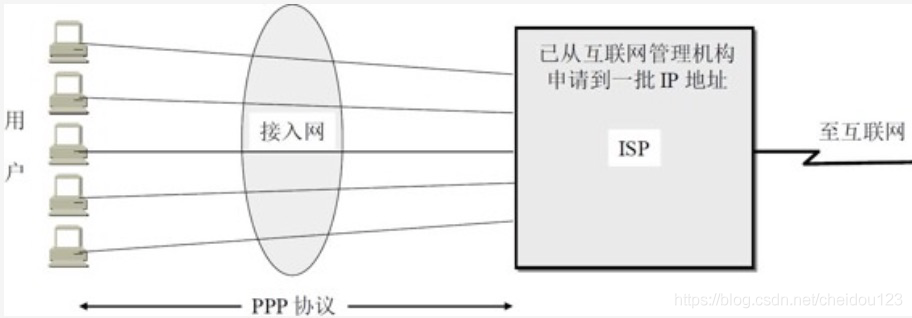 已从互联网管理机构
申请到一批 IP 地址
用户
接入网
ISP
至互联网
PPP 协议
https://blog.csdn.net/cheidou123